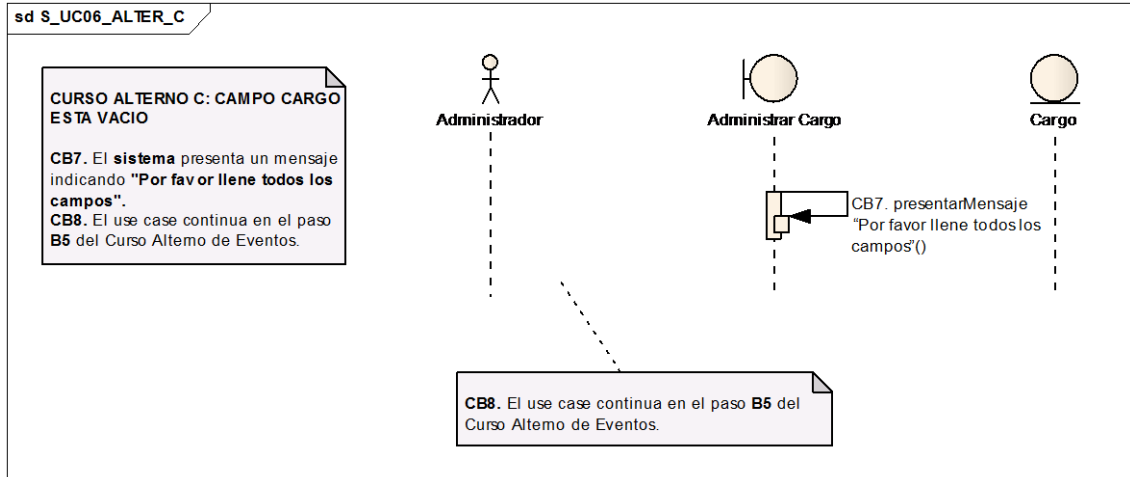 sd S_UC06_ALTER_C
CURSO ALTERNO C: CAMPO CARGO
ESTA VACIO
CB7. El sistema presenta un mensaje
indicando "Por favor llene todos los
campos".
CB8. El use case continua en el paso
B5 del Curso Alterno de Eventos.
Administrador
Administrar Cargo
Cargo
CB7. presentarMensaje
“Por favor llene todos los
campos”()
CB8. El use case continua en el paso B5 del
Curso Alterno de Eventos.